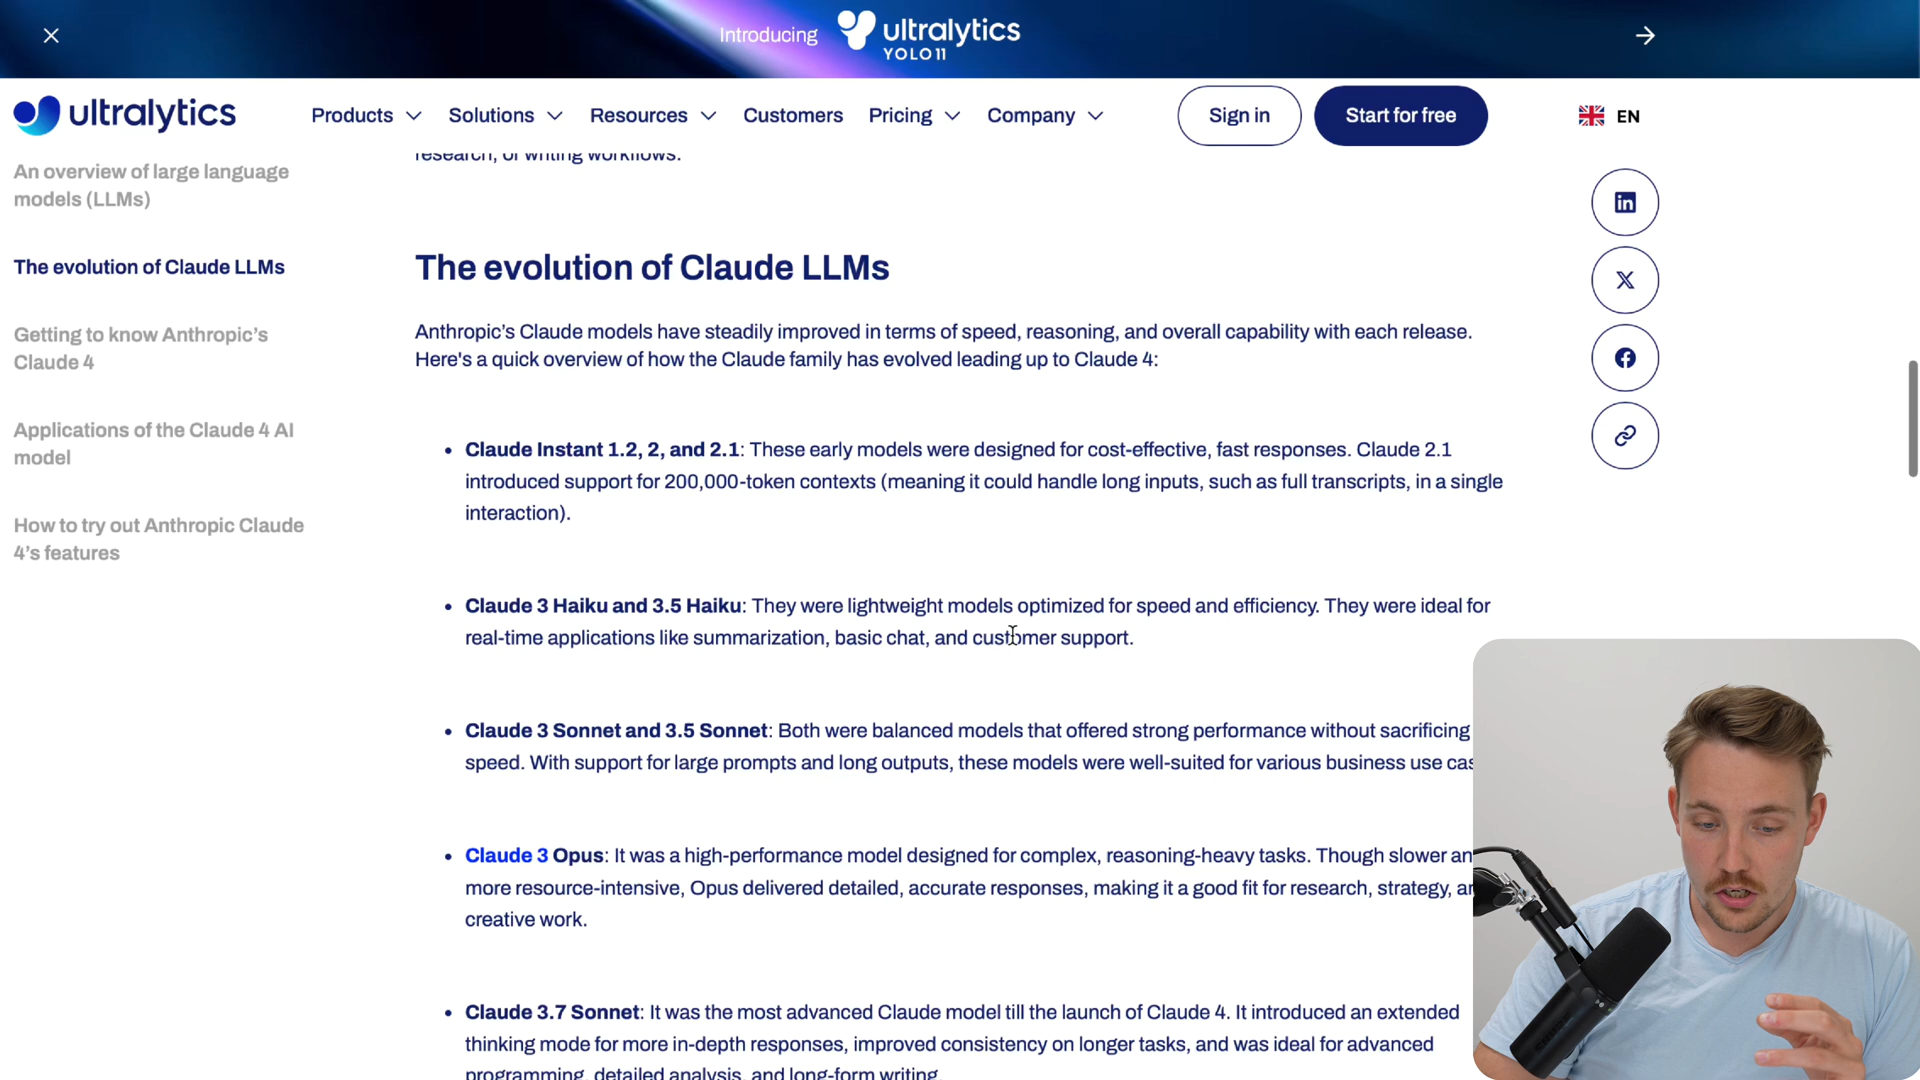 Introducing ultralytics
YOLO11
ultralytics
Products
Solutions
Resources
Customers
Pricing
Company
Sign in
Start for free
EN
An overview of large language
models (LLMs)
The evolution of Claude LLMs
Getting to know Anthropic’s
Claude 4
Applications of the Claude 4 AI
model
How to try out Anthropic Claude
4’s features
research, or writing workflows.
The evolution of Claude LLMs
Anthropic’s Claude models have steadily improved in terms of speed, reasoning, and overall capability with each release.
Here's a quick overview of how the Claude family has evolved leading up to Claude 4:
• Claude Instant 1.2, 2, and 2.1: These early models were designed for cost-effective, fast responses. Claude 2.1
introduced support for 200,000-token contexts (meaning it could handle long inputs, such as full transcripts, in a single
interaction).
• Claude 3 Haiku and 3.5 Haiku: They were lightweight models optimized for speed and efficiency. They were ideal for
real-time applications like summarization, basic chat, and customer support.
• Claude 3 Sonnet and 3.5 Sonnet: Both were balanced models that offered strong performance without sacrificing
speed. With support for large prompts and long outputs, these models were well-suited for various business use cas
• Claude 3 Opus: It was a high-performance model designed for complex, reasoning-heavy tasks. Though slower an
more resource-intensive, Opus delivered detailed, accurate responses, making it a good fit for research, strategy, a
creative work.
• Claude 3.7 Sonnet: It was the most advanced Claude model till the launch of Claude 4. It introduced an extended
thinking mode for more in-depth responses, improved consistency on longer tasks, and was ideal for advanced
programming, detailed analysis, and long-form writing.